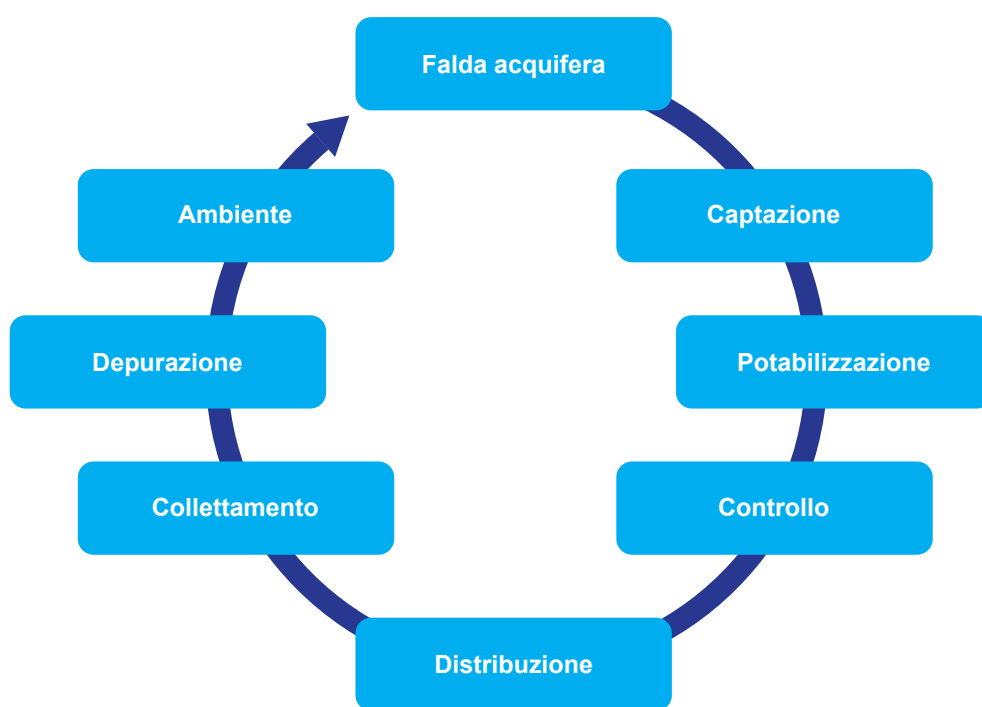 Falda acquifera
Captazione
Potabilizzazione
Controllo
Distribuzione
Collettamento
Depurazione
Ambiente